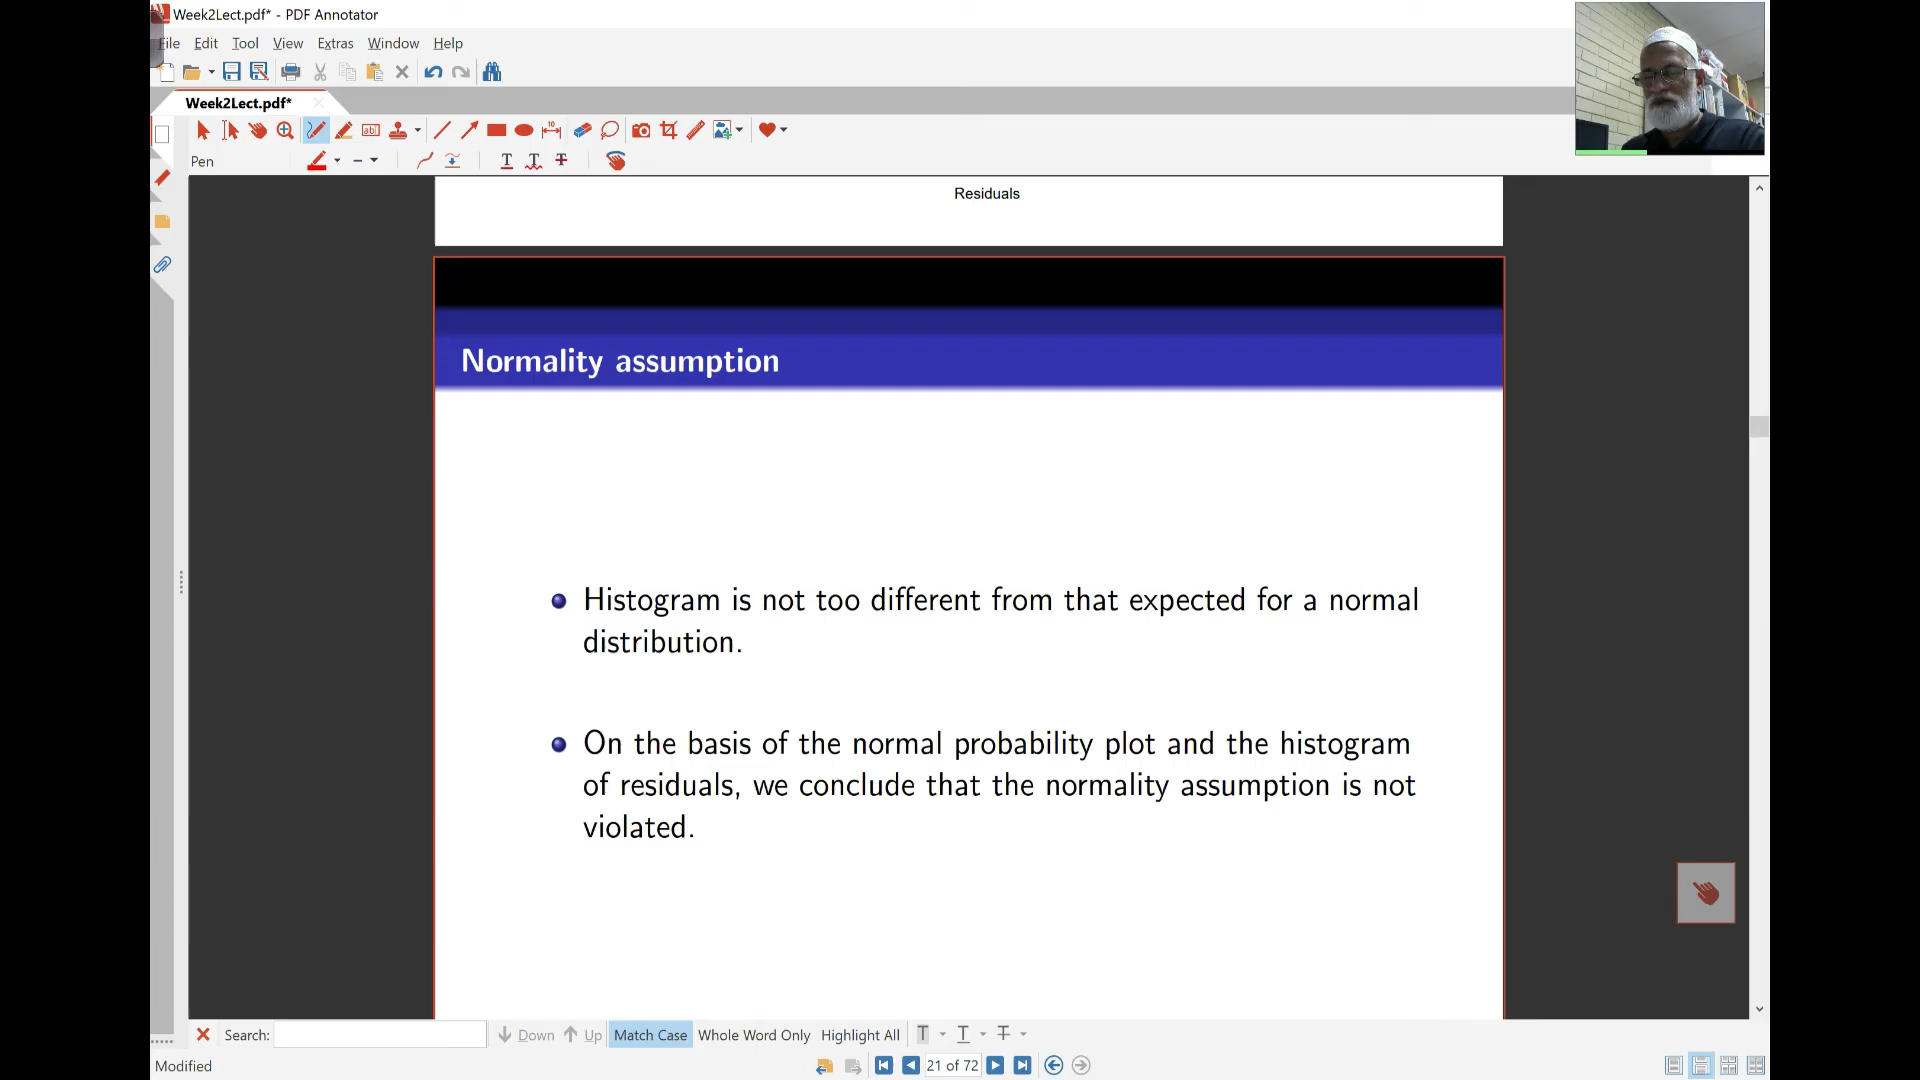 Week2Lect.pdf* - PDF Annotator
File Edit Tool View Extras Window Help
Week2Lect.pdf*
Pen
Residuals
Normality assumption
Histogram is not too different from that expected for a normal
distribution.
On the basis of the normal probability plot and the histogram
of residuals, we conclude that the normality assumption is not
violated.
Search: Down Up Match Case Whole Word Only Highlight All
Modified
21 of 72